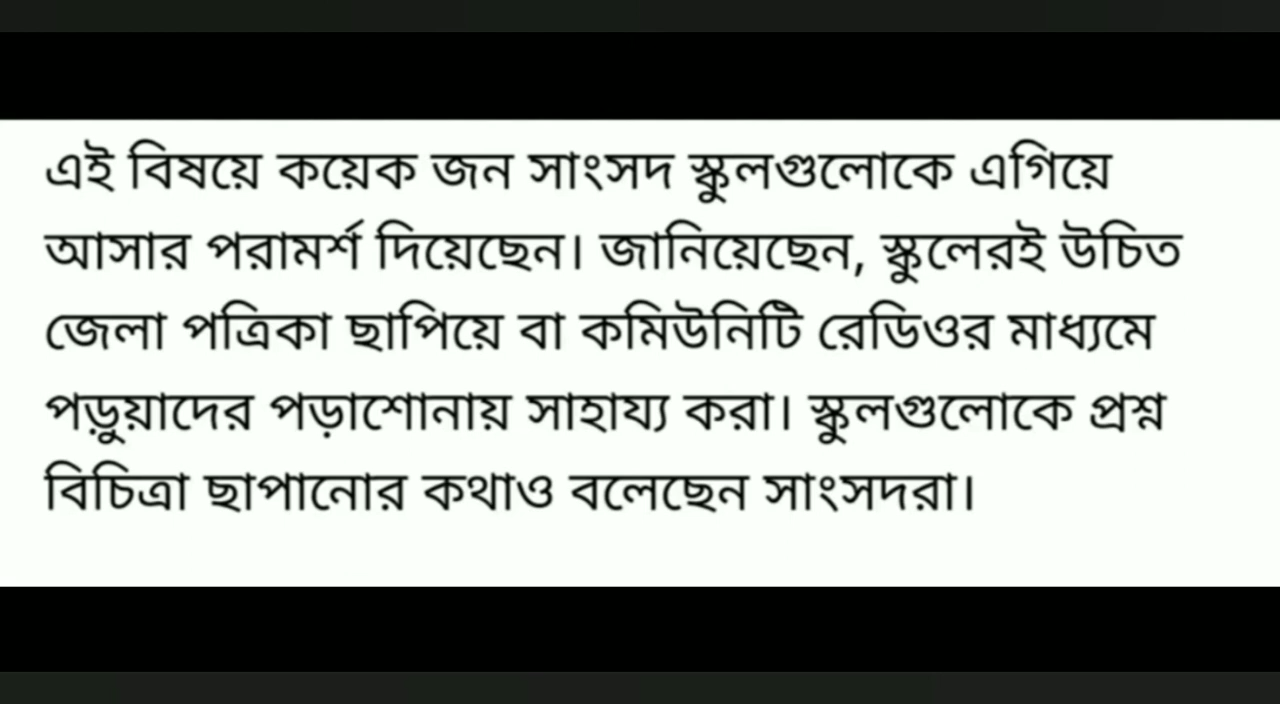 এই বিষয়ে কয়েক জন সাংসদ স্কুলগুলোকে এগিয়ে
আসার পরামর্শ দিয়েছেন। জানিয়েছেন, স্কুলেরই উচিত
জেলা পত্রিকা ছাপিয়ে বা কমিউনিটি রেডিওর মাধ্যমে
পড়ুয়াদের পড়াশোনায় সাহায্য করা। স্কুলগুলোকে প্রশ্ন
বিচিত্রা ছাপানোর কথাও বলেছেন সাংসদরা।